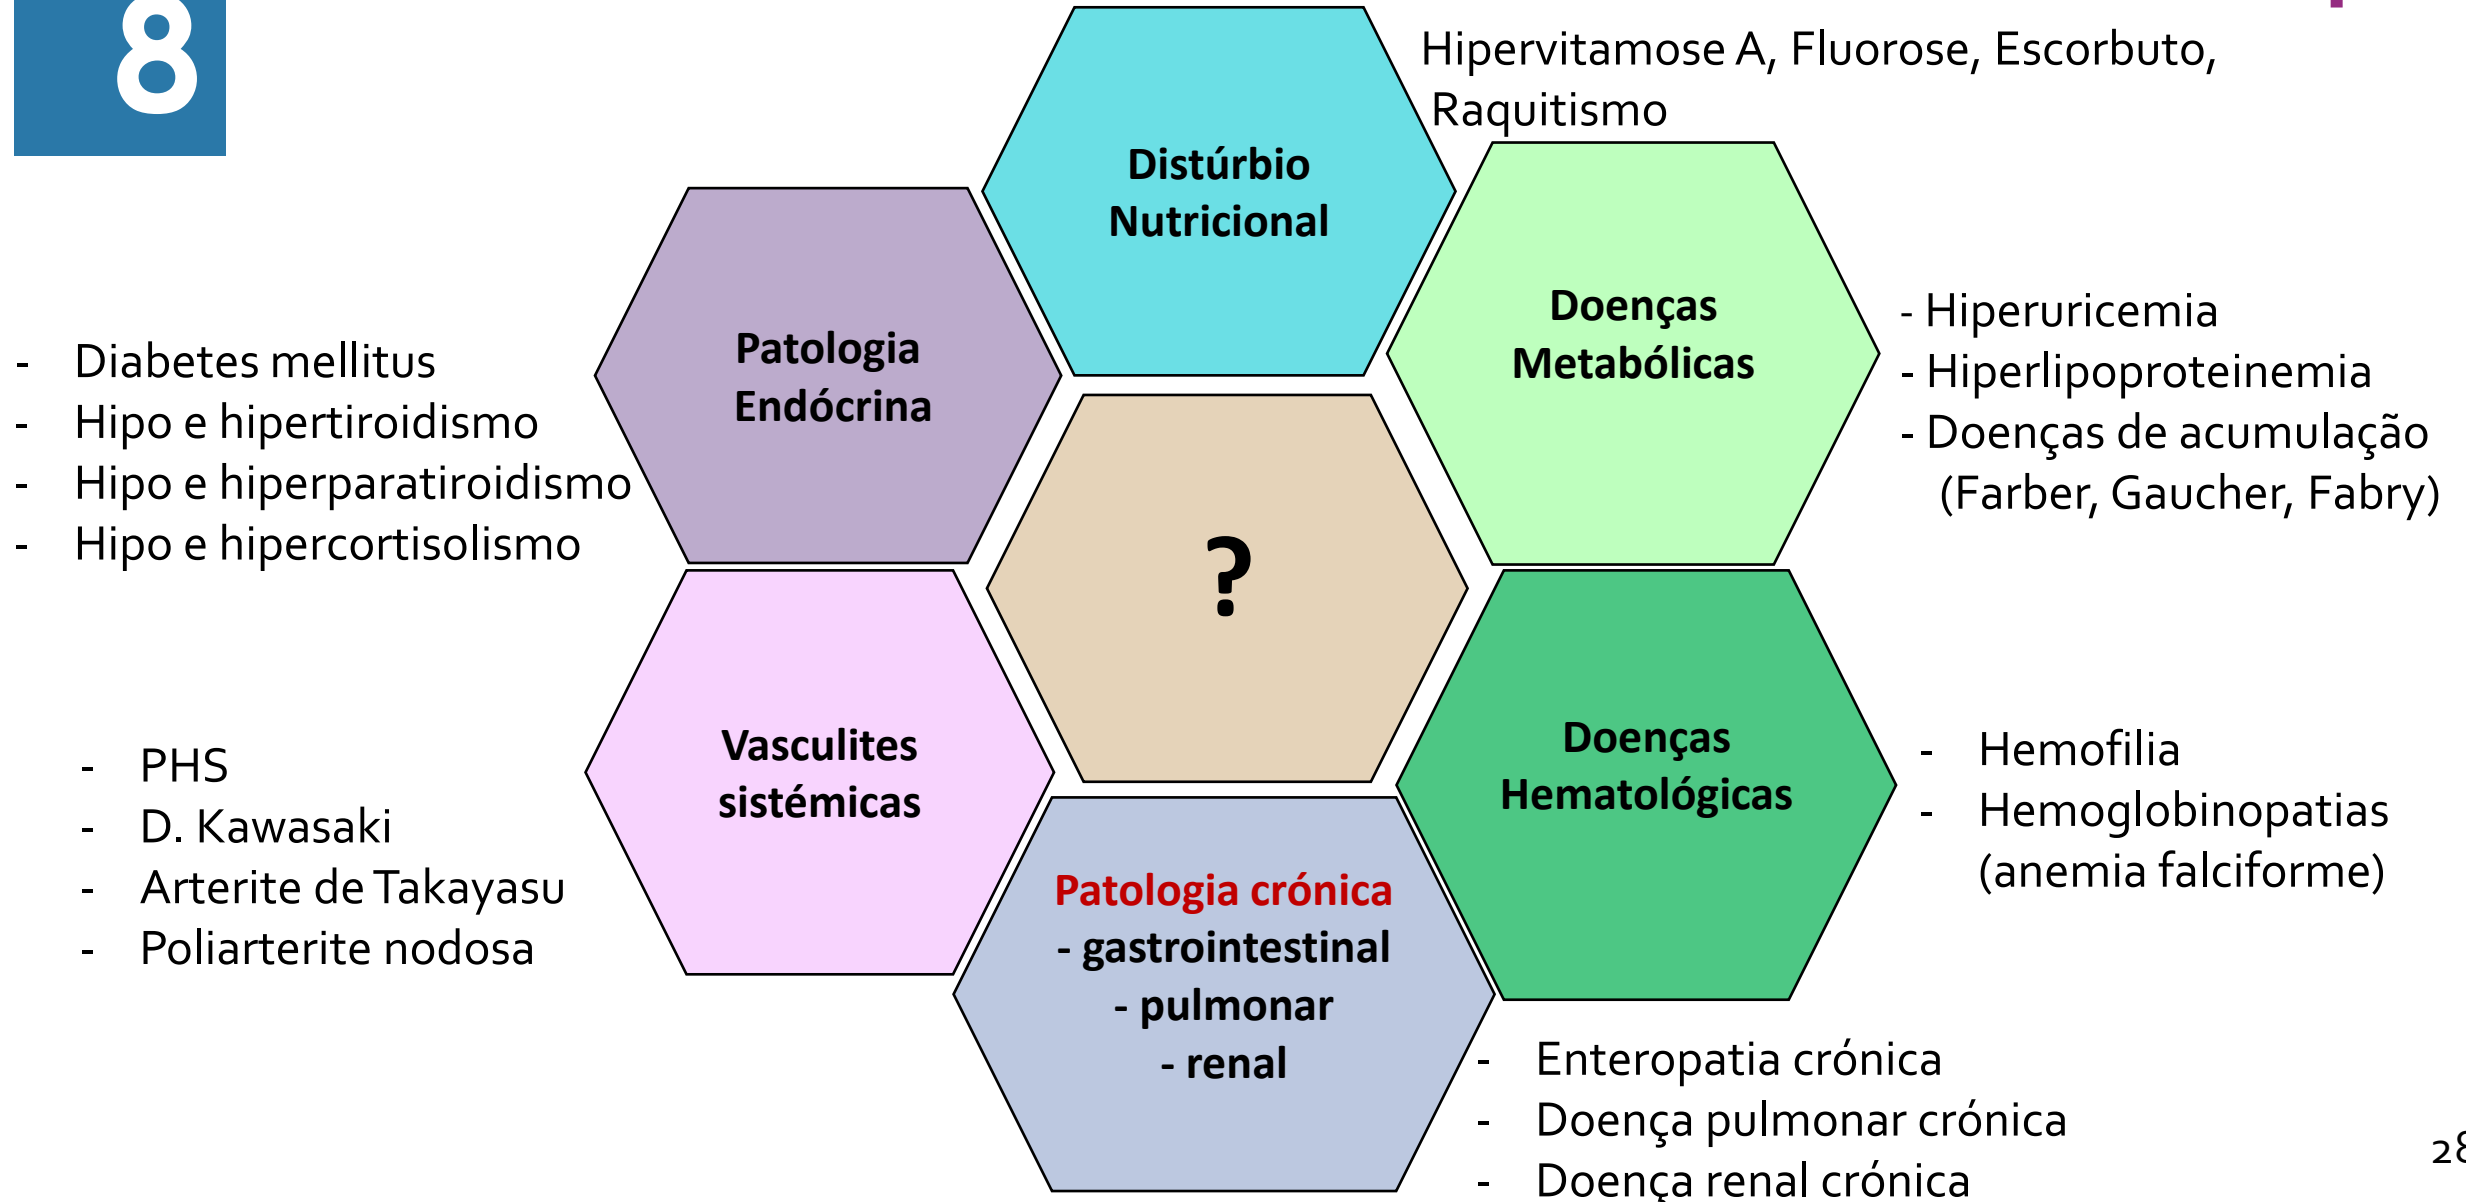 8
Hipervitamose A, Fluorose, Escorbuto,
Raquitismo
Distúrbio
Nutricional
Patologia
Endócrina
- Diabetes mellitus
- Hipo e hipertiroidismo
- Hipo e hiperparatiroidismo
- Hipo e hipercortisolismo
Doenças
Metabólicas
- Hiperuricemia
- Hiperlipoproteinemia
- Doenças de acumulação
(Farber, Gaucher, Fabry)
?
Vasculites
sistémicas
- PHS
- D. Kawasaki
- Arterite de Takayasu
- Poliarterite nodosa
Doenças
Hematológicas
- Hemofilia
- Hemoglobinopatias
(anemia falciforme)
Patologia crónica
- gastrointestinal
- pulmonar
- renal
- Enteropatia crónica
- Doença pulmonar crónica
- Doença renal crónica
28